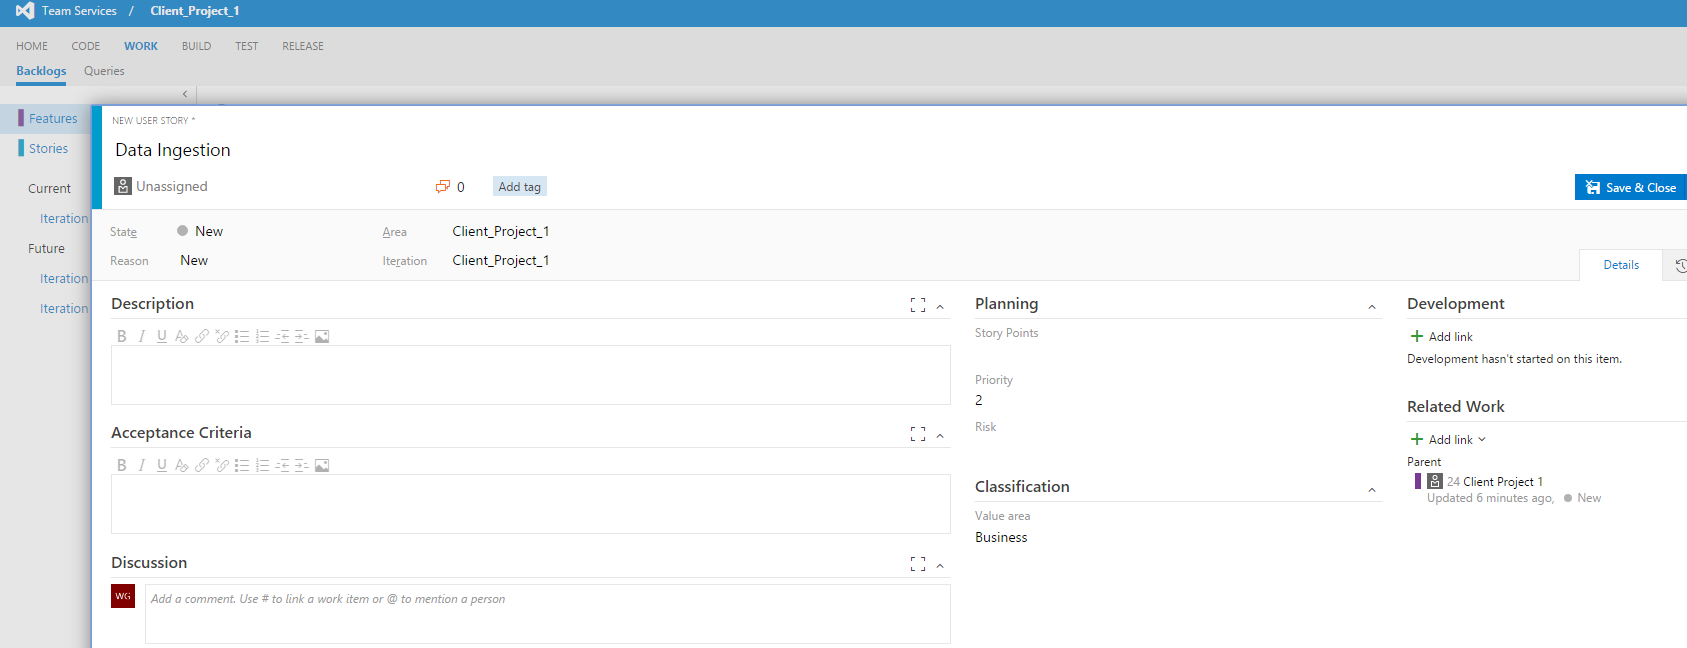 Team Services / Client_Project_1
HOME CODE WORK BUILD TEST RELEASE
Backlogs Queries
Features
Stories
Current
Iteration
Future
Iteration
Iteration
NEW USER STORY *
Data Ingestion
Unassigned 0 Add tag
Save & Close
State New Area Client_Project_1
Reason New Iteration Client_Project_1
Details
Description
B I U
Acceptance Criteria
B I U
Discussion
WG Add a comment. Use # to link a work item or @ to mention a person
Planning
Story Points
Priority
2
Risk
Classification
Value area
Business
Development
Add link
Development hasn't started on this item.
Related Work
Add link
Parent
24 Client Project 1
Updated 6 minutes ago, New